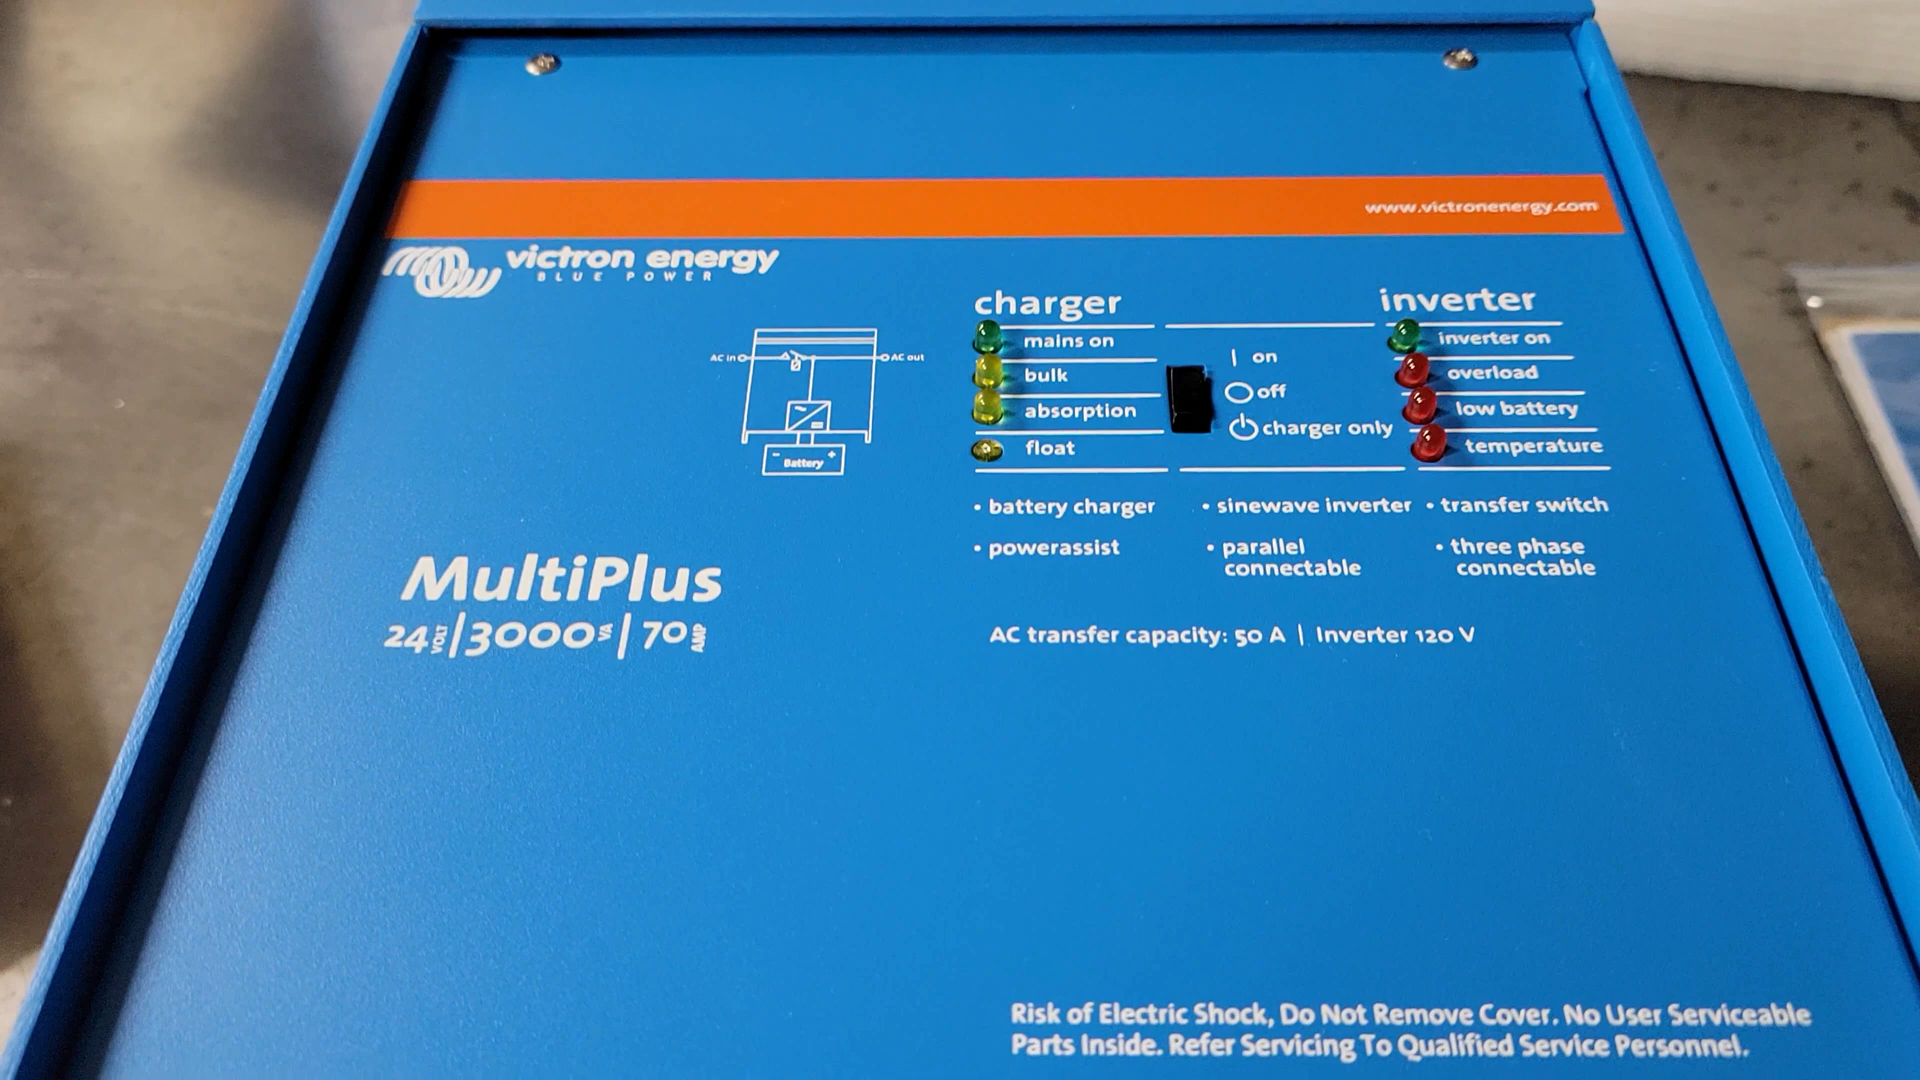 www.victronenergy.com
victron energy
BLUE POWER
charger
inverter
mains on
bulk
absorption
float
| on
off
charger only
inverter on
overload
low battery
temperature
AC in
AC out
- Battery +
• battery charger
• sinewave inverter
• transfer switch
• powerassist
• parallel
connectable
• three phase
connectable
MultiPlus
24 VOLT | 3000 VA | 70 AMP
AC transfer capacity: 50 A | Inverter 120 V
Risk of Electric Shock, Do Not Remove Cover. No User Serviceable
Parts Inside. Refer Servicing To Qualified Service Personnel.